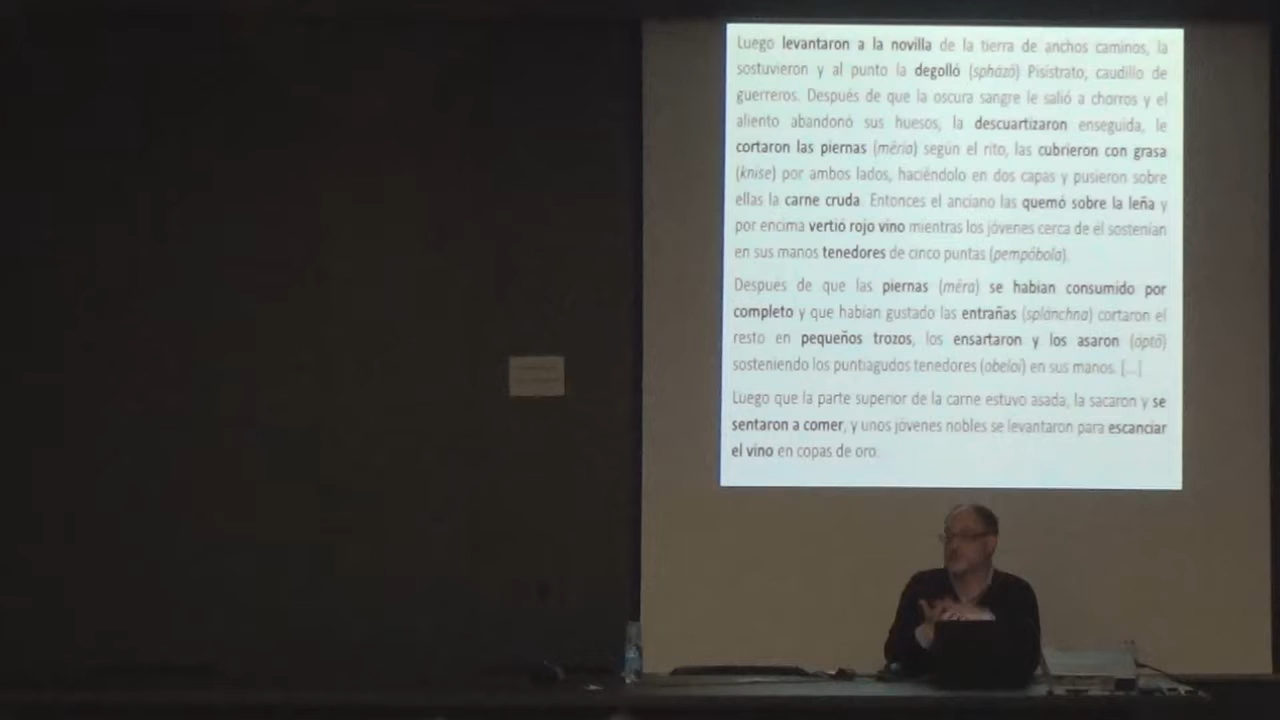 Luego levantaron a la novilla de la tierra de anchos caminos, la
sostuvieron y al punto la degolló (spházō) Pisístrato, caudillo de
guerreros. Después de que la oscura sangre le salió a chorros y el
aliento abandonó sus huesos, la descuartizaron enseguida, le
cortaron las piernas (mēría) según el rito, las cubrieron con grasa
(knise) por ambos lados, haciéndolo en dos capas y pusieron sobre
ellas la carne cruda. Entonces el anciano las quemó sobre la leña y
por encima vertió rojo vino mientras los jóvenes cerca de él sostenían
en sus manos tenedores de cinco puntas (pempóbola).
Después de que las piernas (mêra) se habían consumido por
completo y que habían gustado las entrañas (splánchna) cortaron el
resto en pequeños trozos, los ensartaron y los asaron (optō)
sosteniendo los puntiagudos tenedores (obeloí) en sus manos. [...]
Luego que la parte superior de la carne estuvo asada, la sacaron y se
sentaron a comer, y unos jóvenes nobles se levantaron para escanciar
el vino en copas de oro.